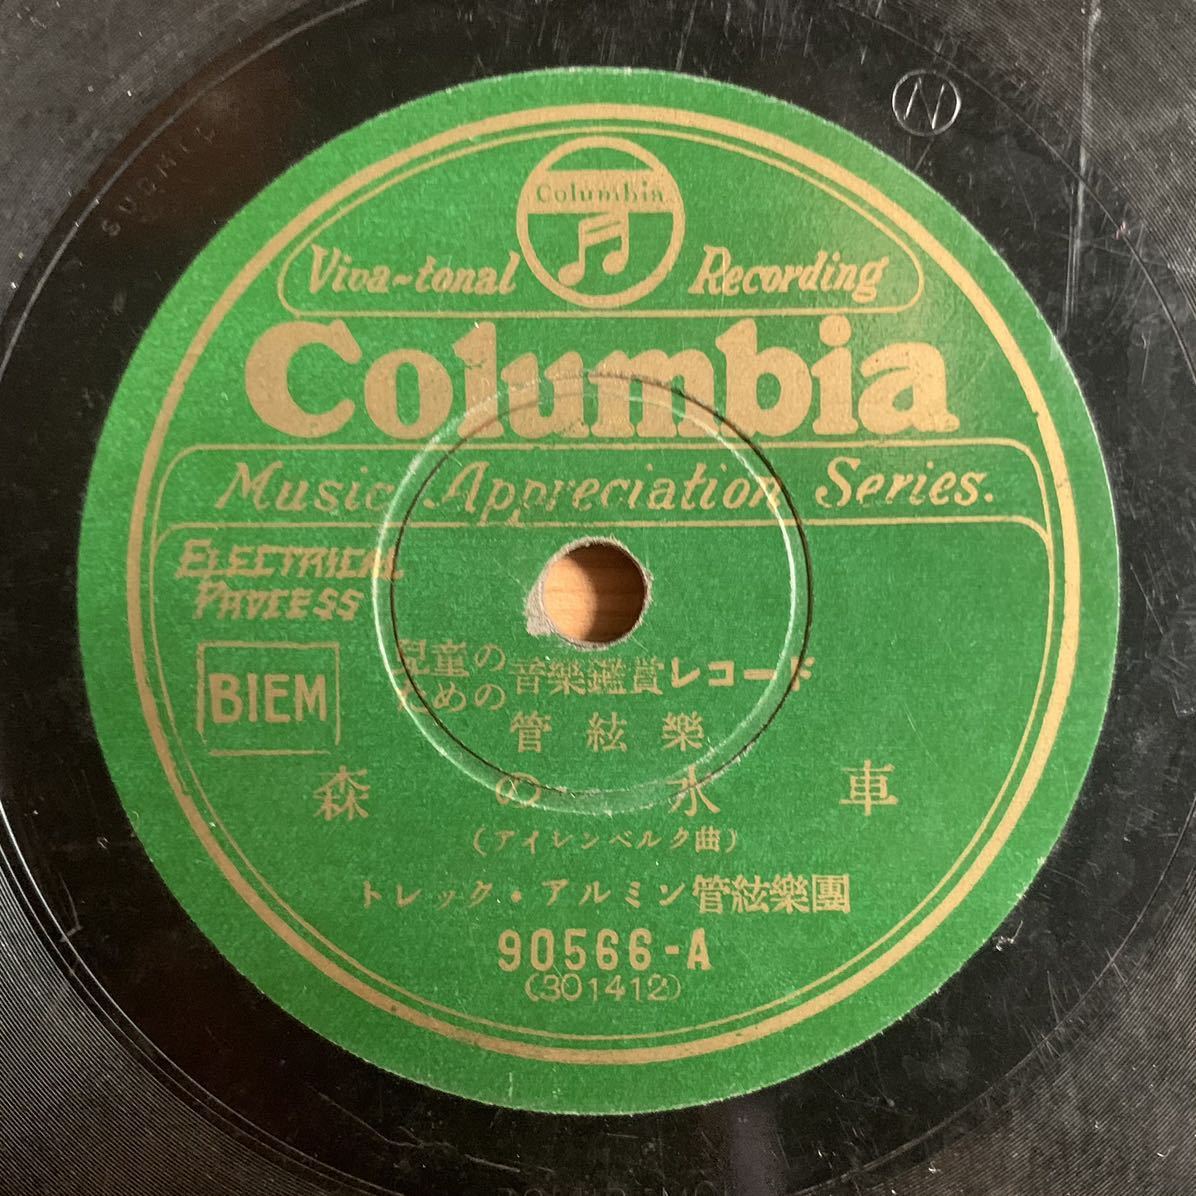 N
Columbia
Viva-tonal Recording
Columbia
Music Appreciation Series.
ELECTRICAL
PROCESS
BIEM
兒童の
ための
音樂鑑賞レコード
管絃樂
森の水車
(アイレンベルク曲)
トレック・アルミン管絃樂團
90566-A
(301412)